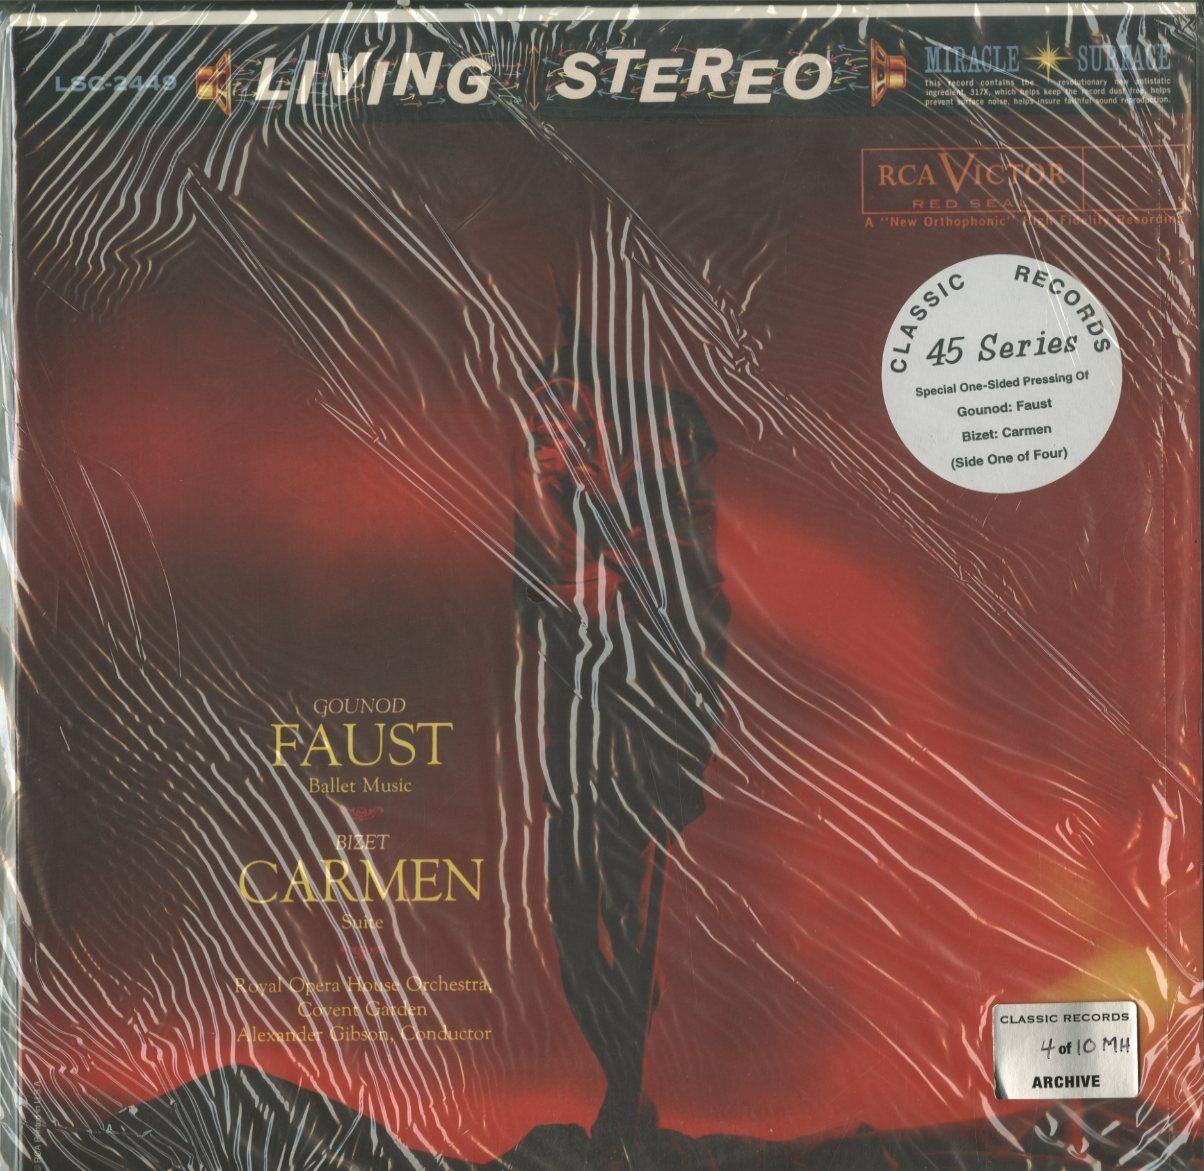 LSC-2449
LIVING STEREO
MIRACLE SURFACE
This record contains the revolutionary new antistatic
ingredient, 317X, which helps keep the record dust free, helps
prevent surface noise, helps insure faithful sound reproduction.
RCA VICTOR
RED SEAL
A "New Orthophonic" High Fidelity Recording
CLASSIC RECORDS
45 Series
Special One-Sided Pressing Of
Gounod: Faust
Bizet: Carmen
(Side One of Four)
GOUNOD
FAUST
Ballet Music
BIZET
CARMEN
Suite
Royal Opera House Orchestra,
Covent Garden
Alexander Gibson, Conductor
CLASSIC RECORDS
4 of 10 MH
ARCHIVE
Printed in U.S.A.